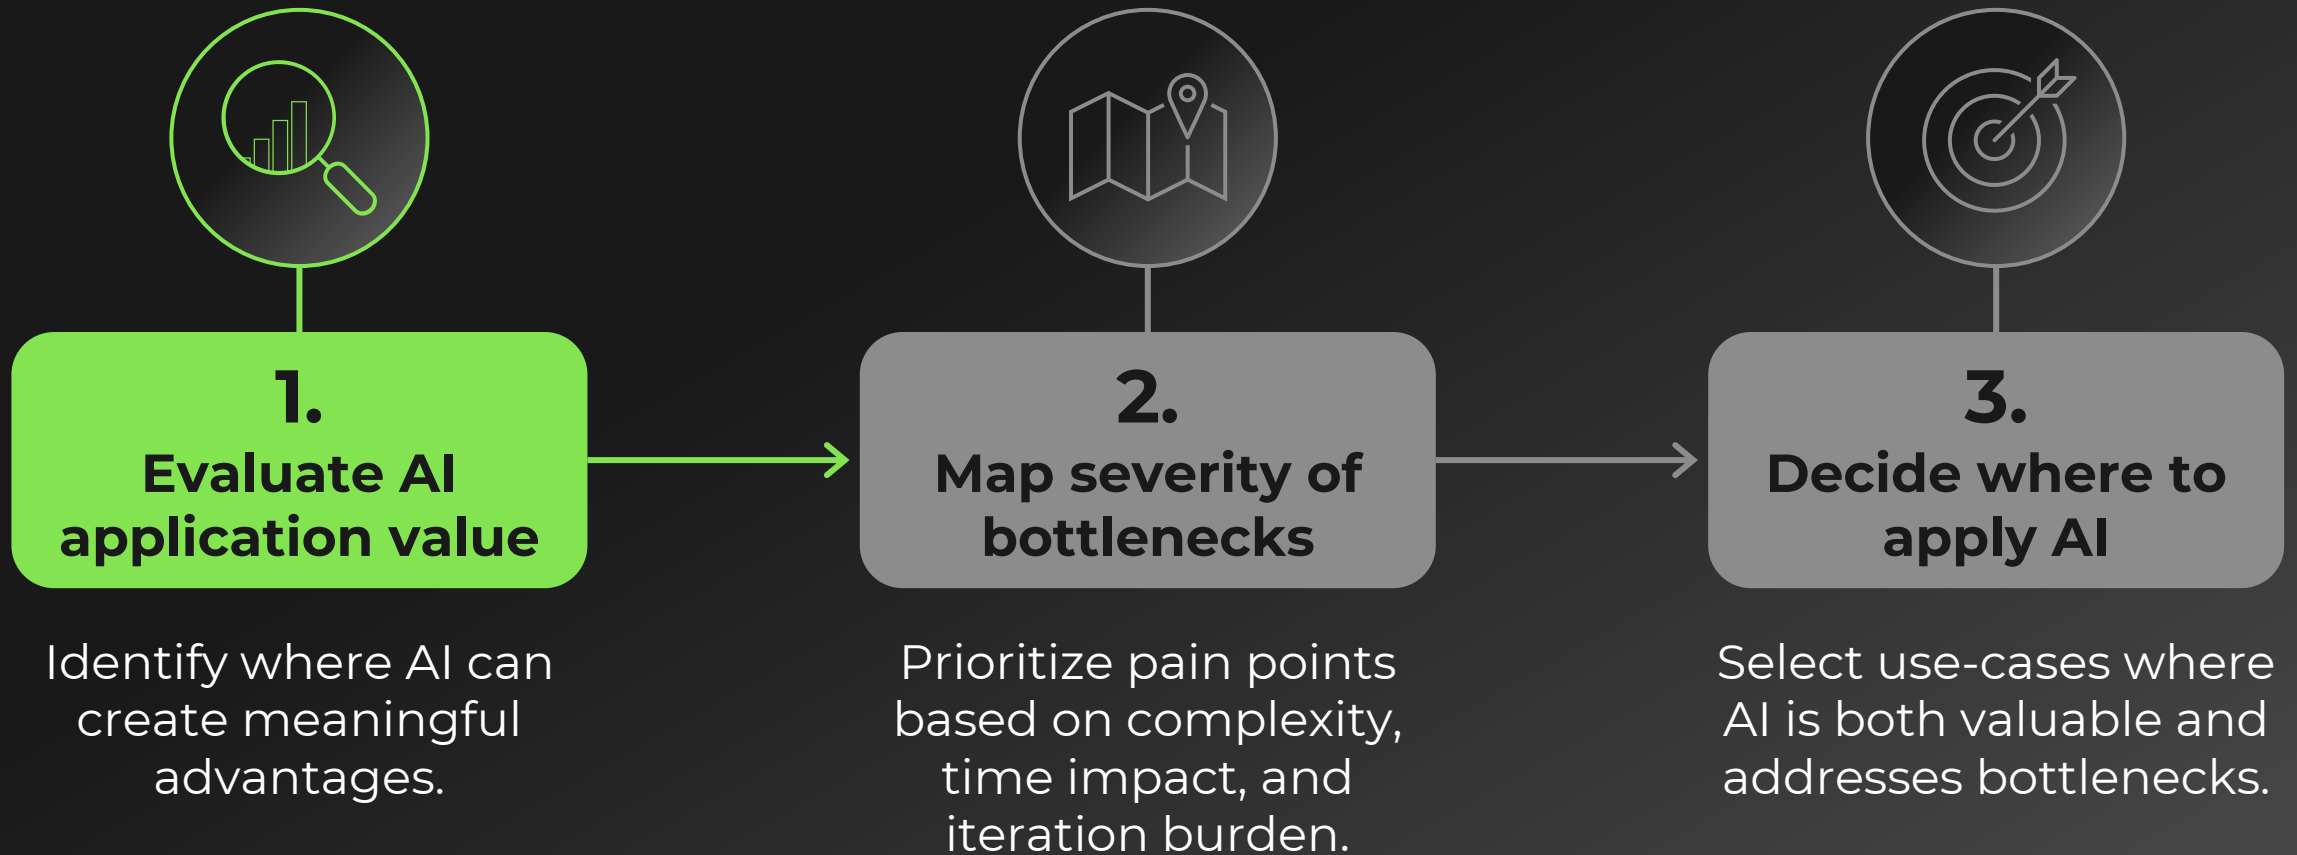 1.
Evaluate AI
application value
Identify where AI can
create meaningful
advantages.
2.
Map severity of
bottlenecks
Prioritize pain points
based on complexity,
time impact, and
iteration burden.
3.
Decide where to
apply AI
Select use-cases where
AI is both valuable and
addresses bottlenecks.